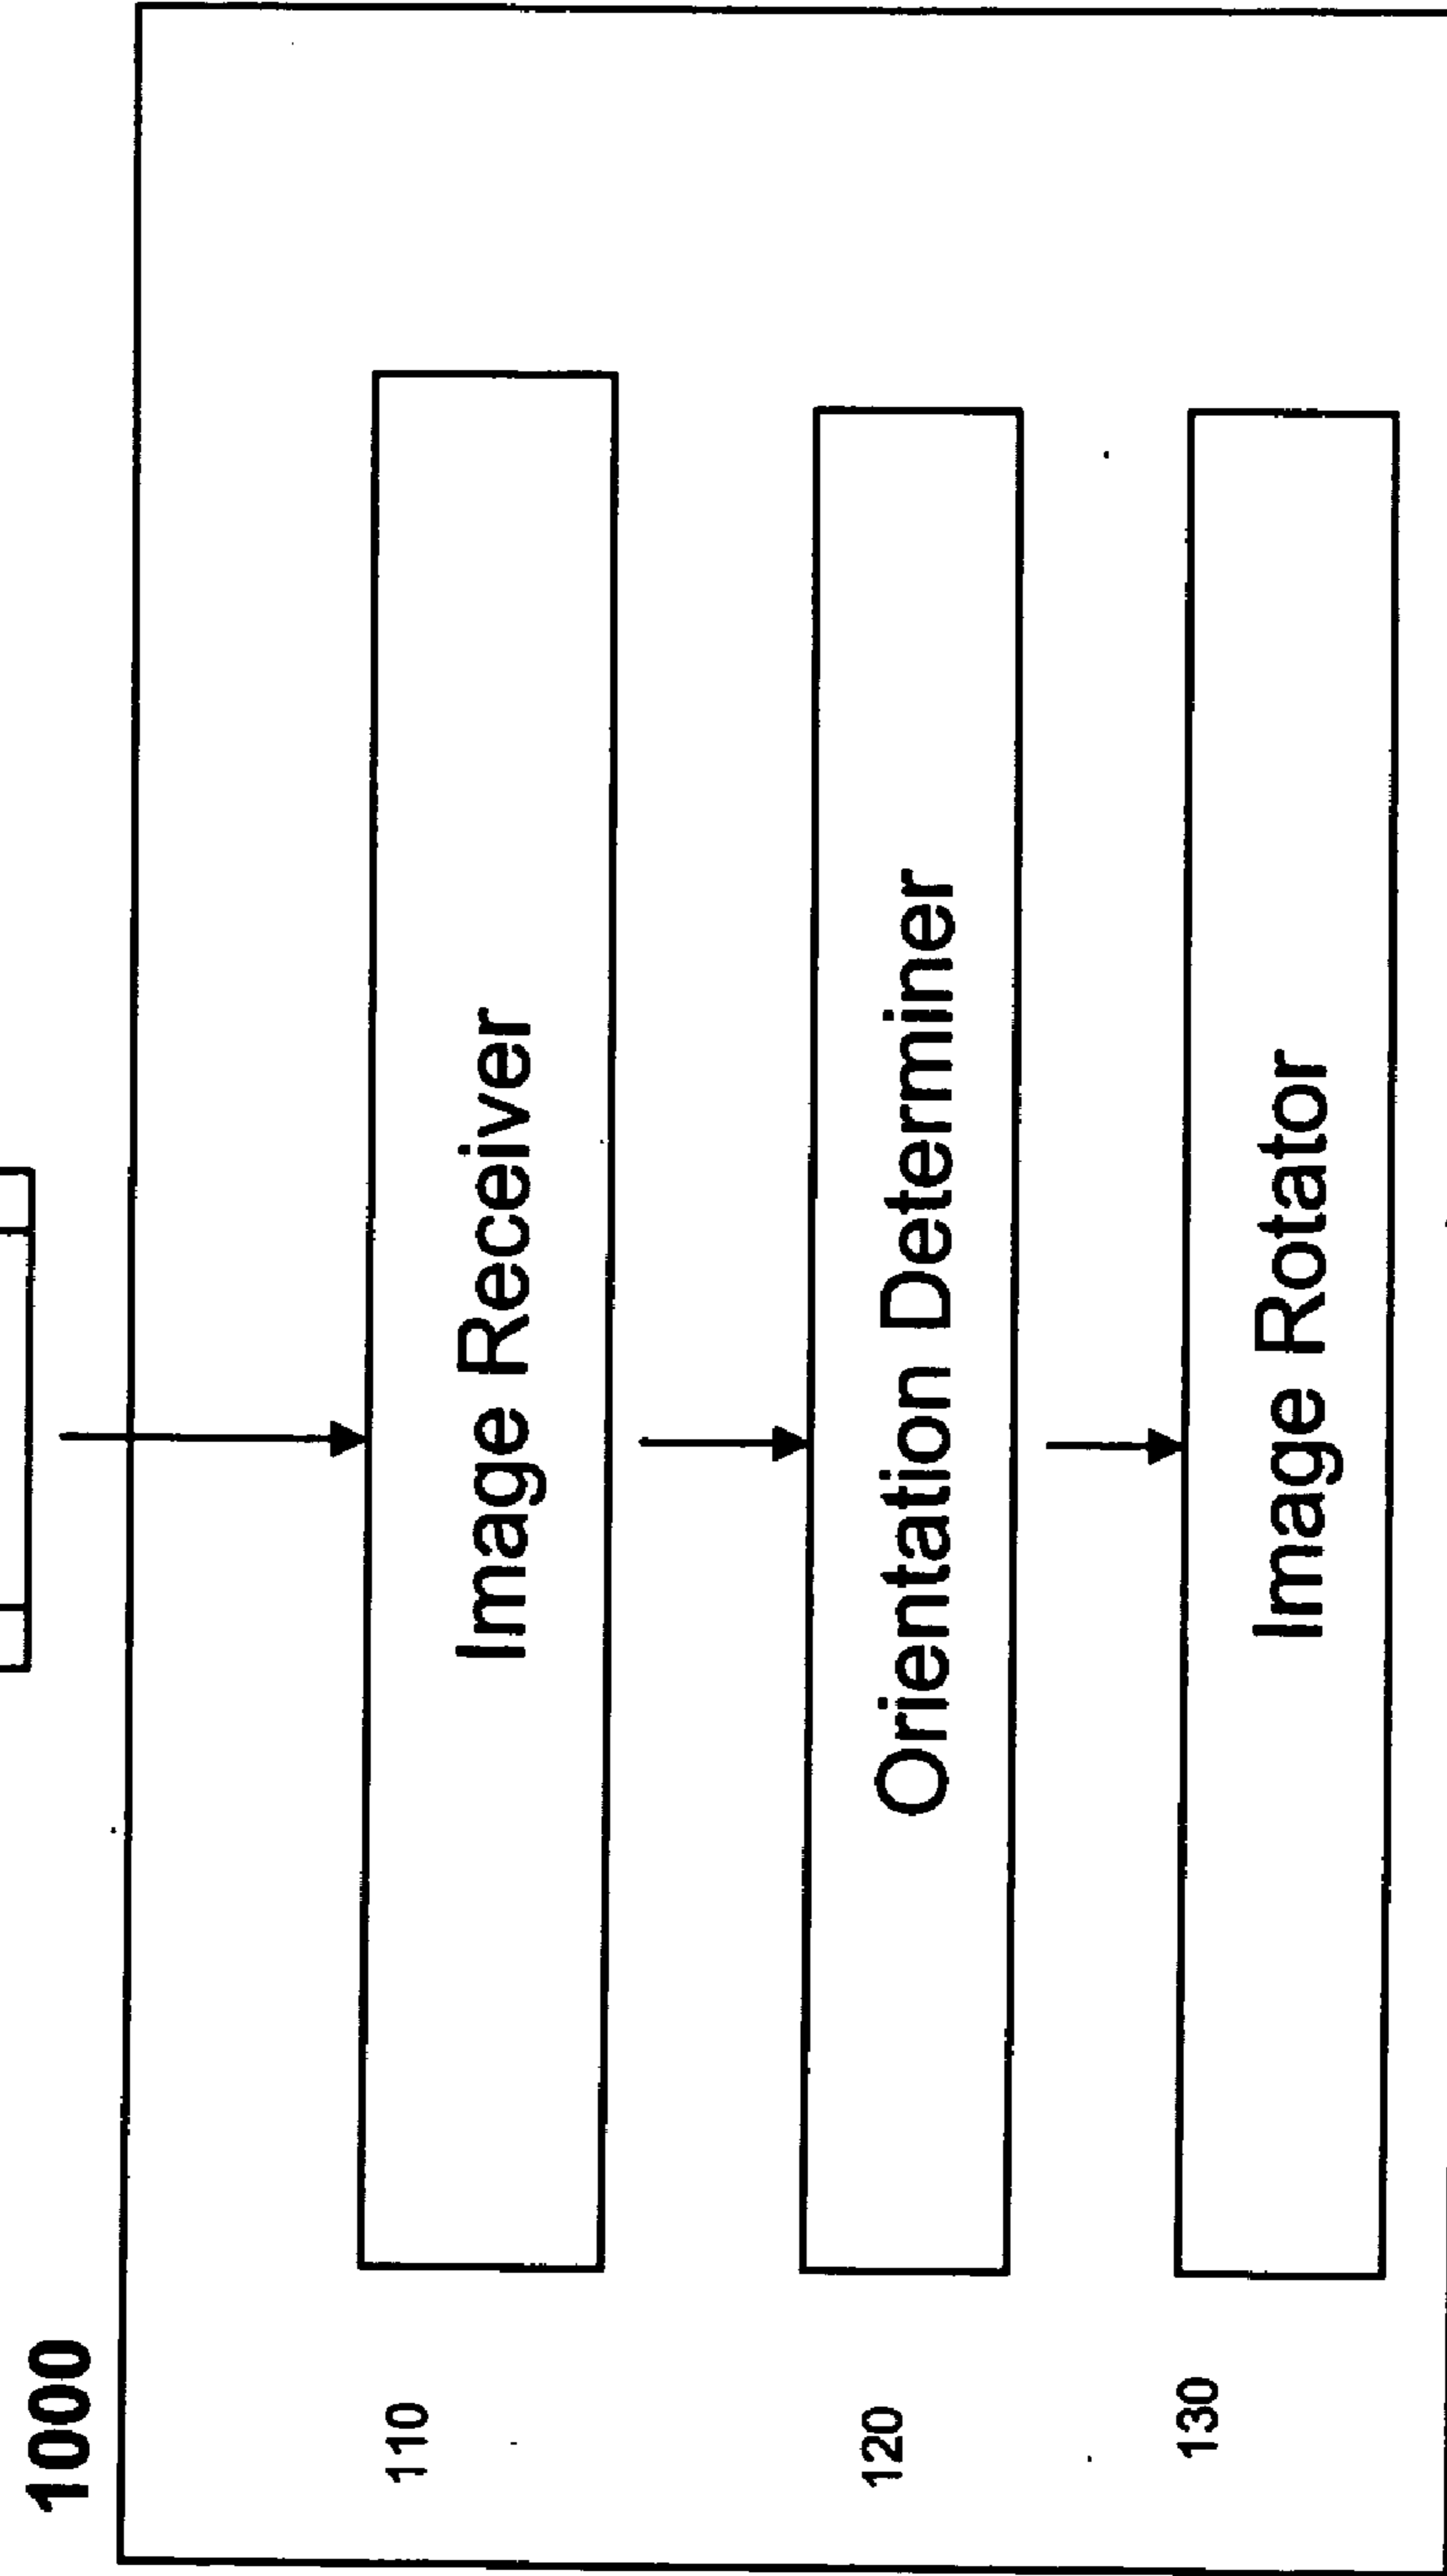 1000
110
Image Receiver
120
Orientation Determiner
130
Image Rotator